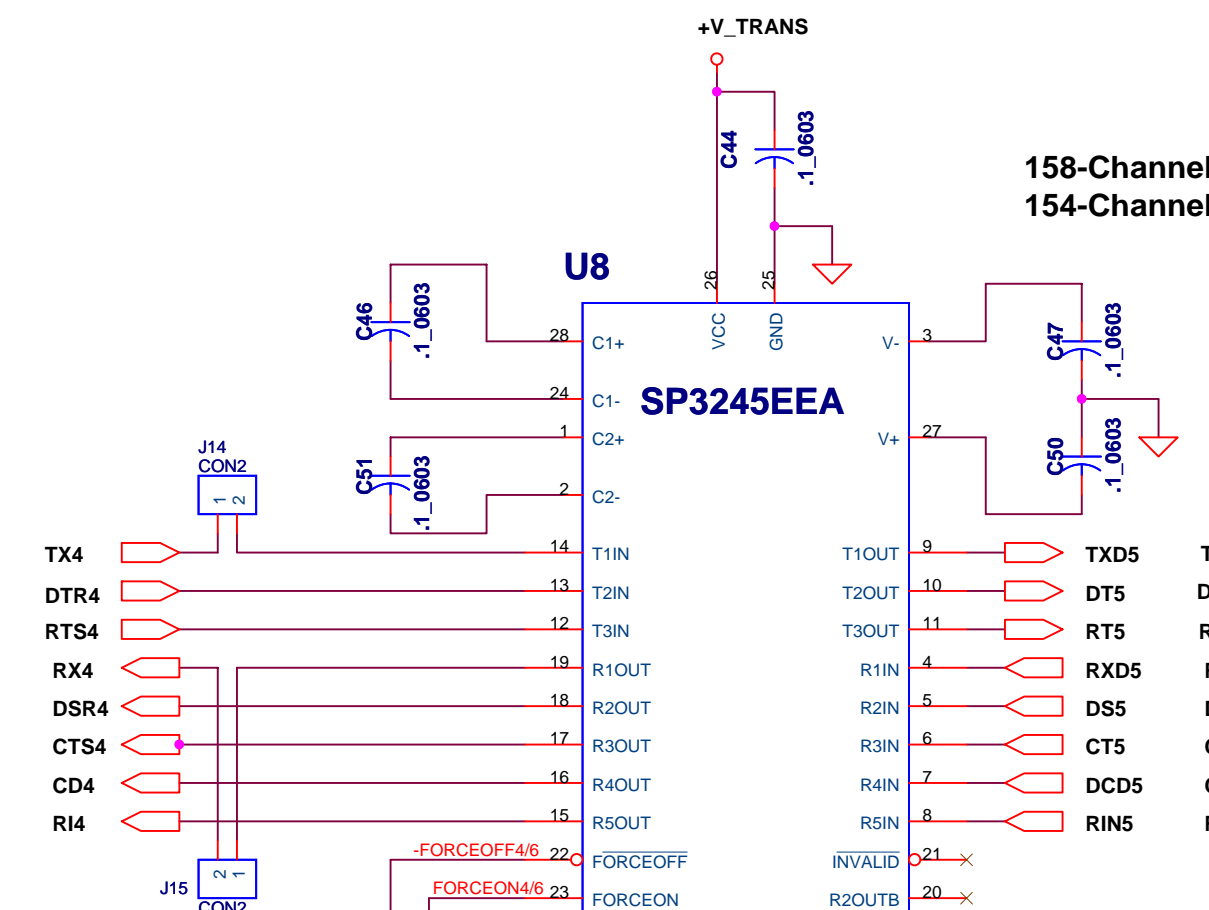 +V_TRANS
C44
.1_0603
158-Channel
154-Channel
U8
26
25
C46
.1_0603
VCC
GND
28
C1+
V-
3
C47
.1_0603
24
C1-
SP3245EEA
1
C2+
V+
27
C51
.1_0603
C50
.1_0603
J14
CON2
1
2
2
C2-
TX4
14
T1IN
T1OUT
9
TXD5
T
DTR4
13
T2IN
T2OUT
10
DT5
D
RTS4
12
T3IN
T3OUT
11
RT5
RX4
19
R1OUT
R1IN
4
RXD5
DSR4
18
R2OUT
R2IN
5
DS5
CTS4
17
R3OUT
R3IN
6
CT5
CD4
16
R4OUT
R4IN
7
DCD5
RI4
15
R5OUT
R5IN
8
RIN5
-FORCEOFF4/6
22
FORCEOFF
INVALID
21
J15
CON2
2
1
FORCEON4/6
23
FORCEON
R2OUTB
20